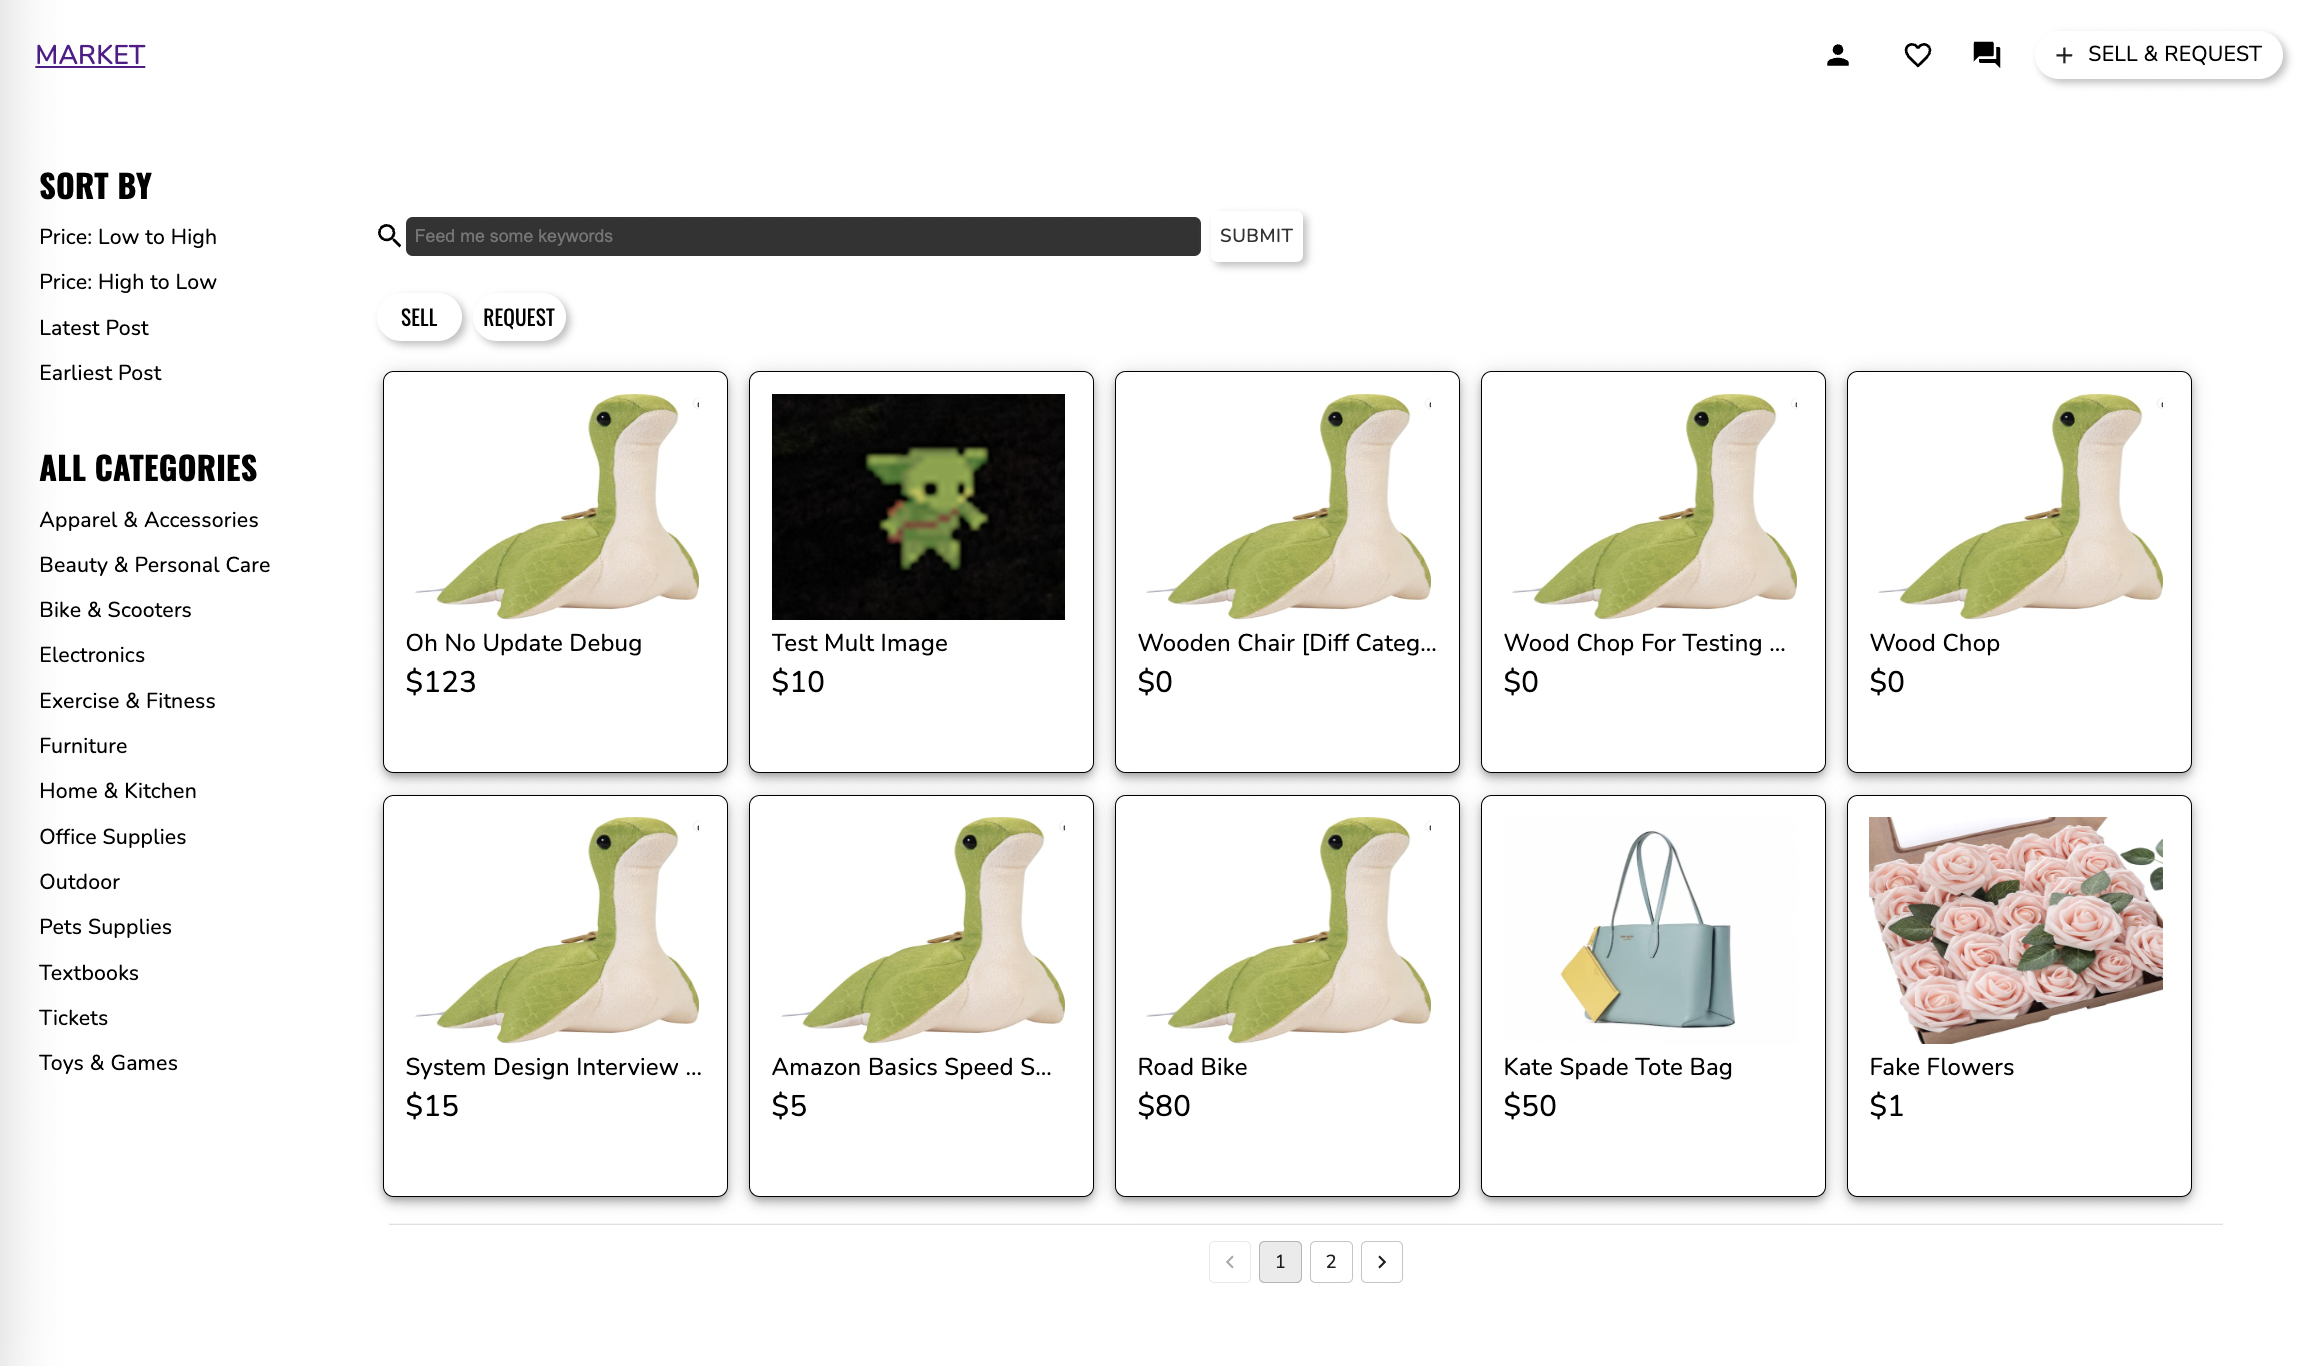 MARKET
SELL & REQUEST
SORT BY
Price: Low to High
Price: High to Low
Latest Post
Earliest Post
ALL CATEGORIES
Apparel & Accessories
Beauty & Personal Care
Bike & Scooters
Electronics
Exercise & Fitness
Furniture
Home & Kitchen
Office Supplies
Outdoor
Pets Supplies
Textbooks
Tickets
Toys & Games
Feed me some keywords
SUBMIT
SELL
REQUEST
Oh No Update Debug
$123
Test Mult Image
$10
Wooden Chair [Diff Categ...
$0
Wood Chop For Testing ...
$0
Wood Chop
$0
System Design Interview ...
$15
Amazon Basics Speed S...
$5
Road Bike
$80
Kate Spade Tote Bag
$50
Fake Flowers
$1
1
2